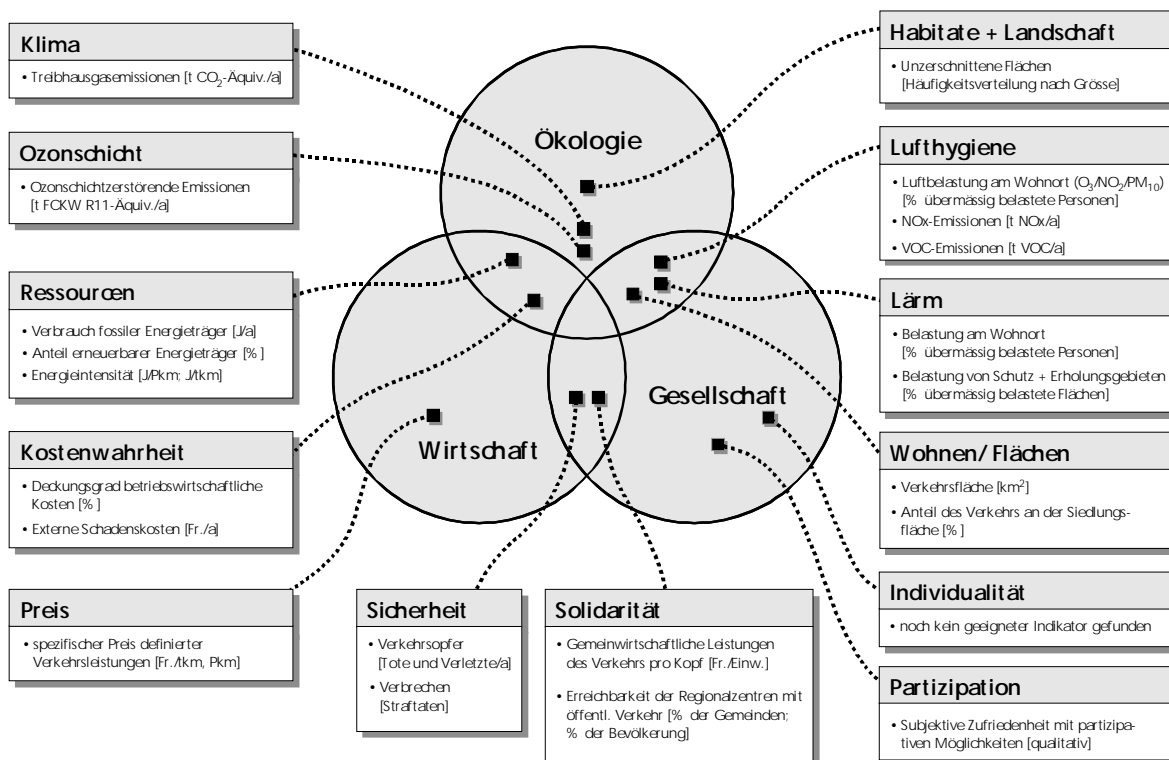 Klima
• Treibhausgasemissionen [t CO₂-Äquiv./a]
Ozonschicht
• Ozonschichtzerstörende Emissionen
[t FCKW R11-Äquiv./a]
Ressourcen
• Verbrauch fossiler Energieträger [J/a]
• Anteil erneuerbarer Energieträger [%]
• Energieintensität [J/Pkm; J/tkm]
Kostenwahrheit
• Deckungsgrad betriebswirtschaftliche
Kosten [%]
• Externe Schadenskosten [Fr./a]
Preis
• spezifischer Preis definierter
Verkehrsleistungen [Fr./tkm, Pkm]
Ökologie
Wirtschaft
Gesellschaft
Sicherheit
• Verkehrsopfer
[Tote und Verletzte/a]
• Verbrechen
[Straftaten]
Solidarität
• Gemeinwirtschaftliche Leistungen
des Verkehrs pro Kopf [Fr./Einw.]
• Erreichbarkeit der Regionalzentren mit
öffentl. Verkehr [% der Gemeinden;
% der Bevölkerung]
Habitate + Landschaft
• Unzerschnittene Flächen
[Häufigkeitsverteilung nach Grösse]
Lufthygiene
• Luftbelastung am Wohnort (O₃/NO₂/PM₁₀)
[% übermässig belastete Personen]
• NOx-Emissionen [t NOx/a]
• VOC-Emissionen [t VOC/a]
Lärm
• Belastung am Wohnort
[% übermässig belastete Personen]
• Belastung von Schutz + Erholungsgebieten
[% übermässig belastete Flächen]
Wohnen/ Flächen
• Verkehrsfläche [km²]
• Anteil des Verkehrs an der Siedlungs-
fläche [%]
Individualität
• noch kein geeigneter Indikator gefunden
Partizipation
• Subjektive Zufriedenheit mit partizipa-
tiven Möglichkeiten [qualitativ]